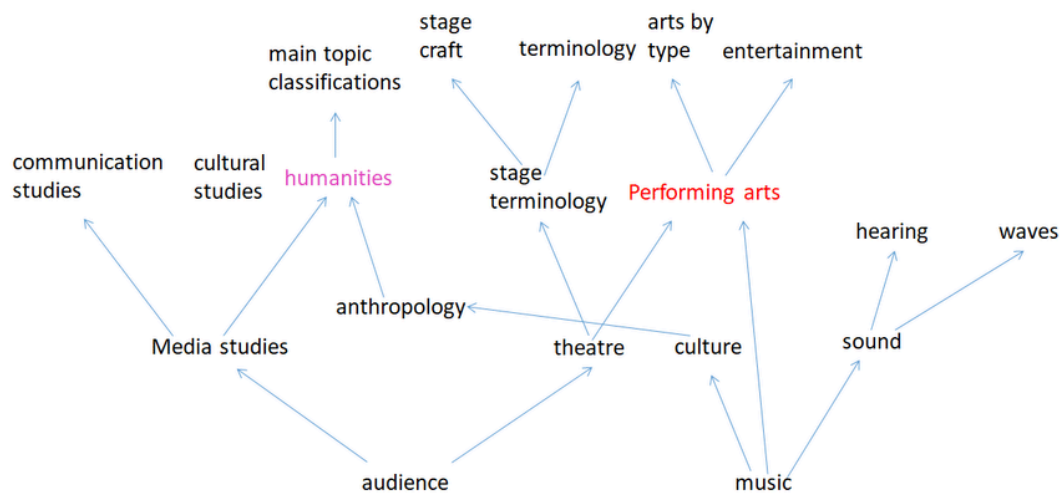 stage
craft
terminology
arts by
type
entertainment
main topic
classifications
communication
studies
cultural
studies
humanities
stage
terminology
Performing arts
hearing
waves
anthropology
Media studies
theatre
culture
sound
audience
music